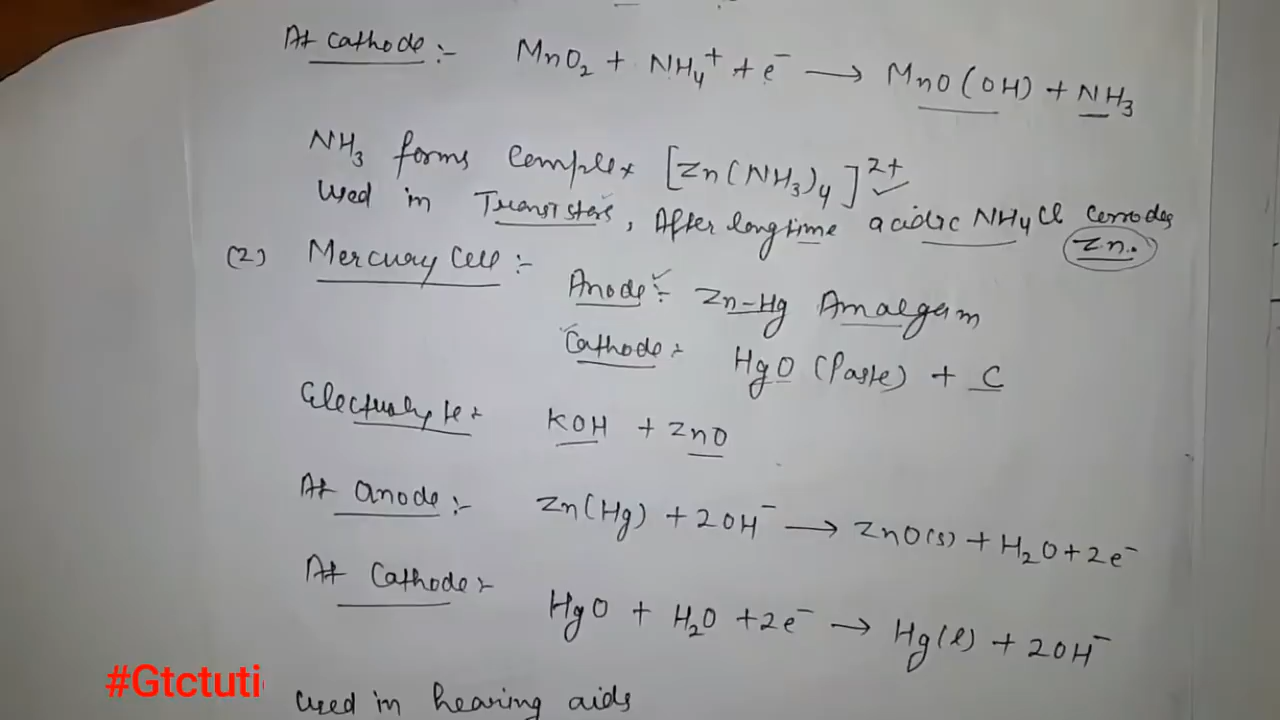 At cathode :- MnO₂ + NH₄⁺ + e⁻ ⟶ MnO(OH) + NH₃
NH₃ forms Complex [Zn(NH₃)₄]²⁺
Used in Transistors, After longtime acidic NH₄Cl Corrodes
Zn.
(2) Mercury Cell :-
Anode :- Zn-Hg Amalgam
Cathode :- HgO (Paste) + C
Electrolyte :- KOH + ZnO
At anode :- Zn(Hg) + 2OH⁻ ⟶ ZnO(s) + H₂O + 2e⁻
At Cathode :- HgO + H₂O + 2e⁻ ⟶ Hg(l) + 2OH⁻
Used in hearing aids
#Gtctuti